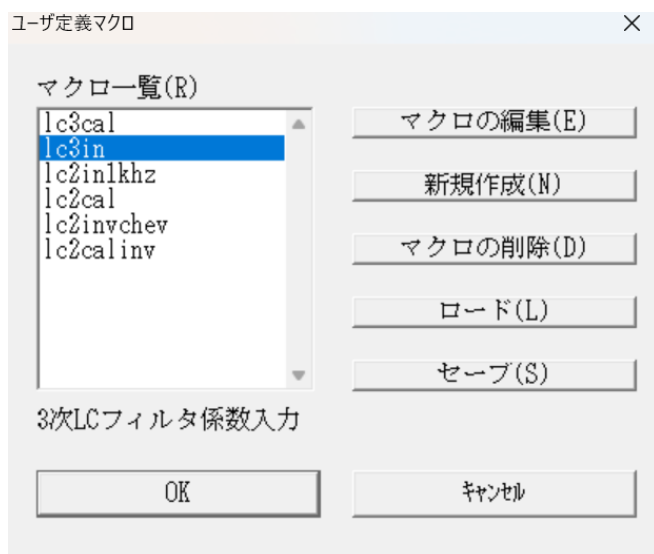 ユーザ定義マクロ
マクロ一覧(R)
lc3cal
lc3in
lc2in1khz
lc2cal
lc2invchev
lc2calinv
マクロの編集(E)
新規作成(N)
マクロの削除(D)
ロード(L)
セーブ(S)
3次LCフィルタ係数入力
OK
ｷｬﾝｾﾙ